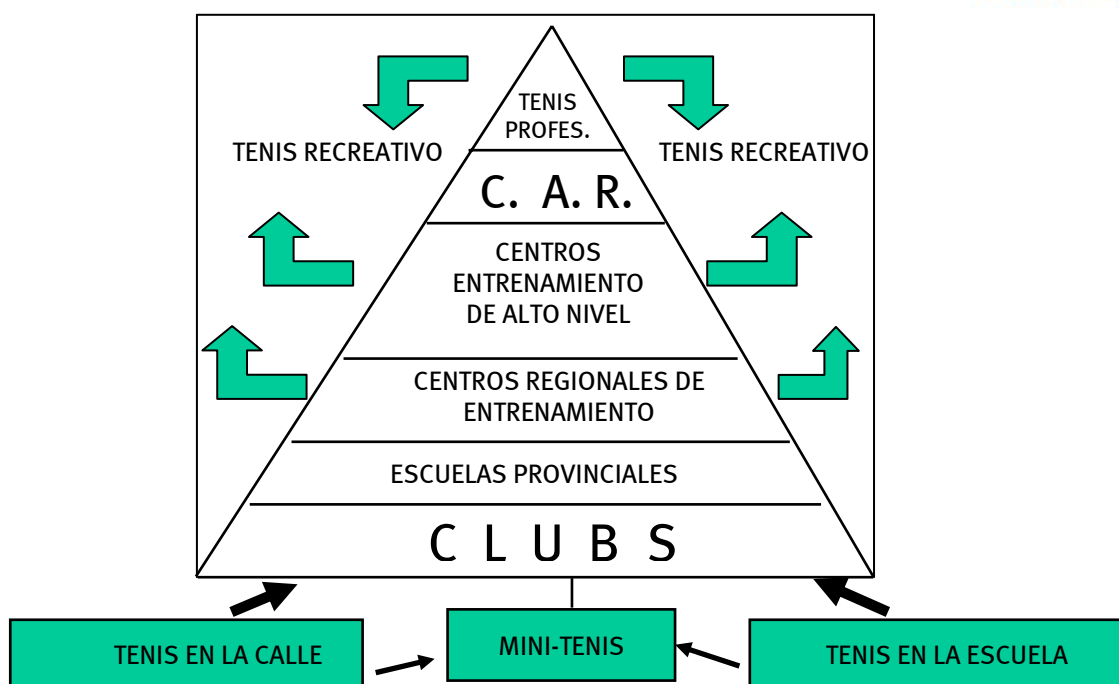 TENIS
PROFES.
TENIS RECREATIVO
TENIS RECREATIVO
C. A. R.
CENTROS
ENTRENAMIENTO
DE ALTO NIVEL
CENTROS REGIONALES DE
ENTRENAMIENTO
ESCUELAS PROVINCIALES
C L U B S
TENIS EN LA CALLE
MINI-TENIS
TENIS EN LA ESCUELA